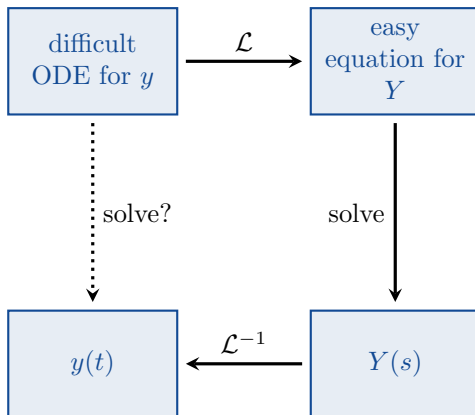 difficult
ODE for y
ℒ
easy
equation for
Y
solve?
solve
y(t)
ℒ⁻¹
Y(s)